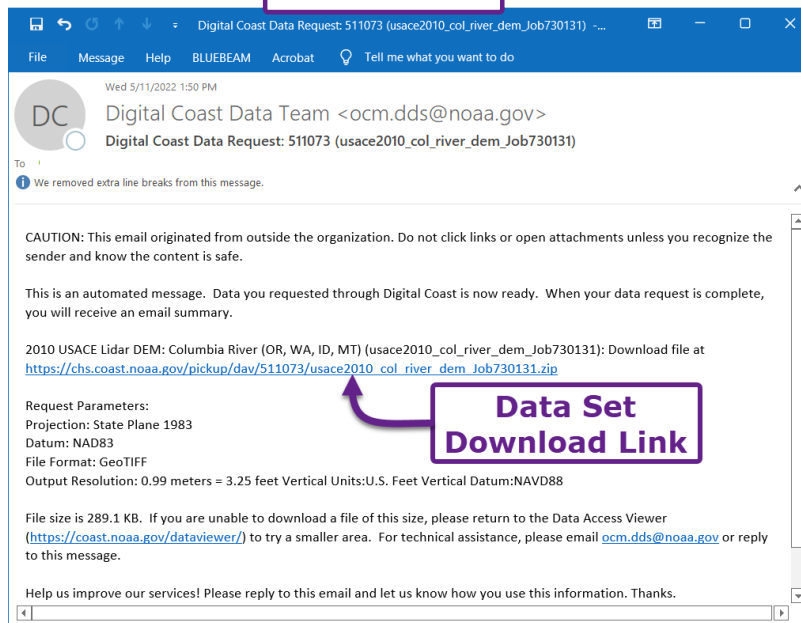 Digital Coast Data Request: 511073 (usace2010_col_river_dem_Job730131) -...
File Message Help BLUEBEAM Acrobat Tell me what you want to do
Wed 5/11/2022 1:50 PM
DC
Digital Coast Data Team <ocm.dds@noaa.gov>
Digital Coast Data Request: 511073 (usace2010_col_river_dem_Job730131)
To
We removed extra line breaks from this message.
CAUTION: This email originated from outside the organization. Do not click links or open attachments unless you recognize the
sender and know the content is safe.
This is an automated message. Data you requested through Digital Coast is now ready. When your data request is complete,
you will receive an email summary.
2010 USACE Lidar DEM: Columbia River (OR, WA, ID, MT) (usace2010_col_river_dem_Job730131): Download file at
https://chs.coast.noaa.gov/pickup/dav/511073/usace2010_col_river_dem_Job730131.zip
Data Set
Download Link
Request Parameters:
Projection: State Plane 1983
Datum: NAD83
File Format: GeoTIFF
Output Resolution: 0.99 meters = 3.25 feet Vertical Units:U.S. Feet Vertical Datum:NAVD88
File size is 289.1 KB. If you are unable to download a file of this size, please return to the Data Access Viewer
(https://coast.noaa.gov/dataviewer/) to try a smaller area. For technical assistance, please email ocm.dds@noaa.gov or reply
to this message.
Help us improve our services! Please reply to this email and let us know how you use this information. Thanks.